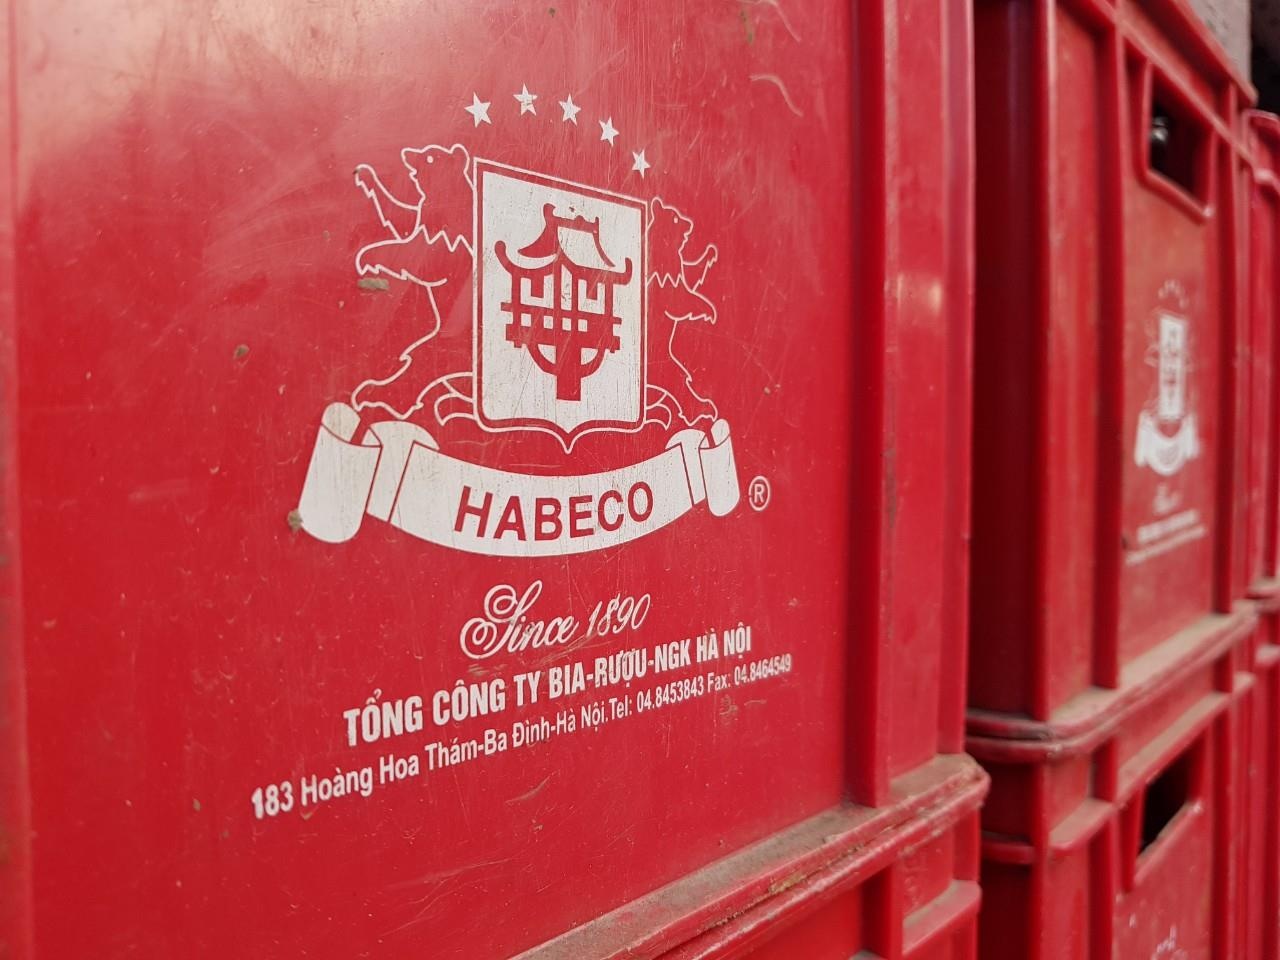 HABECO
®
Since 1890
TỔNG CÔNG TY BIA-RƯỢU-NGK HÀ NỘI
183 Hoàng Hoa Thám-Ba Đình-Hà Nội.Tel: 04.8453843 Fax: 04.8464549